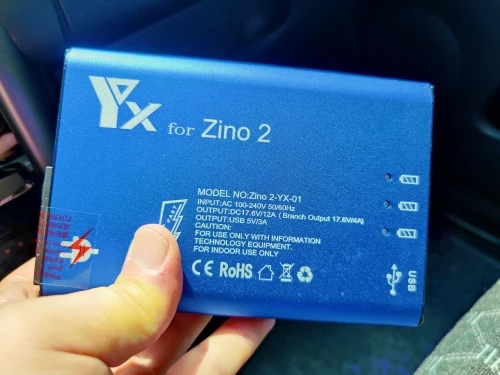 Yx for Zino 2
MODEL NO:Zino 2-YX-01
INPUT:AC 100-240V 50/60Hz
OUTPUT:DC17.6V/12A ( Branch Output 17.6V/4A)
OUTPUT:USB 5V/3A
CAUTION:
FOR USE ONLY WITH INFORMATION
TECHNOLOGY EQUIPMENT.
FOR INDOOR USE ONLY
CE RoHS
USB